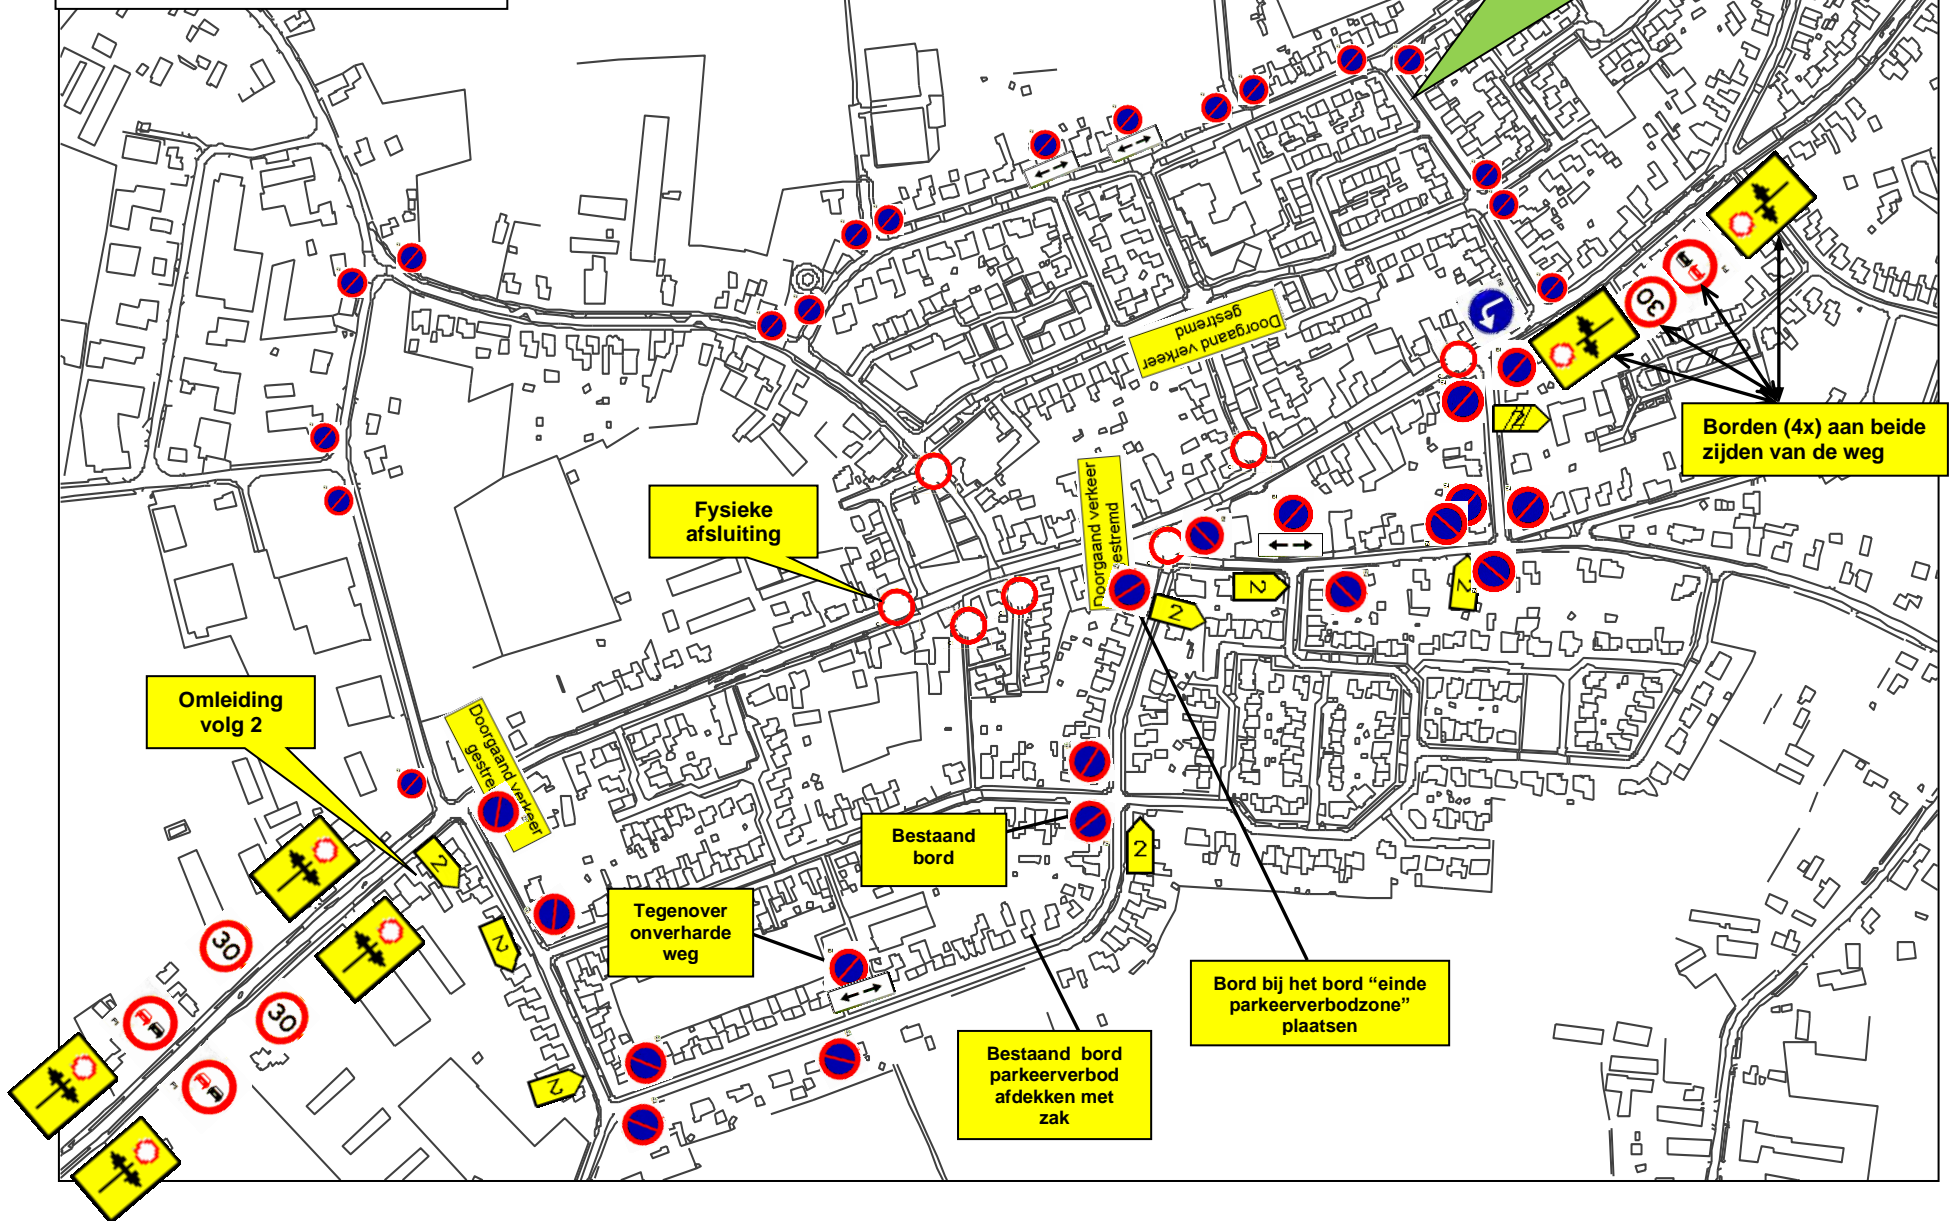 Doorgaand verkeer
gestremd
30
Borden (4x) aan beide
zijden van de weg
2
Fysieke
afsluiting
Doorgaand verkeer
gestremd
2
2
2
Omleiding
volg 2
Doorgaand verkeer
gestre
2
Bestaand
bord
2
Tegenover
onverharde
weg
30
2
30
Bord bij het bord “einde
parkeerverbodzone”
plaatsen
Bestaand bord
parkeerverbod
afdekken met
zak
2